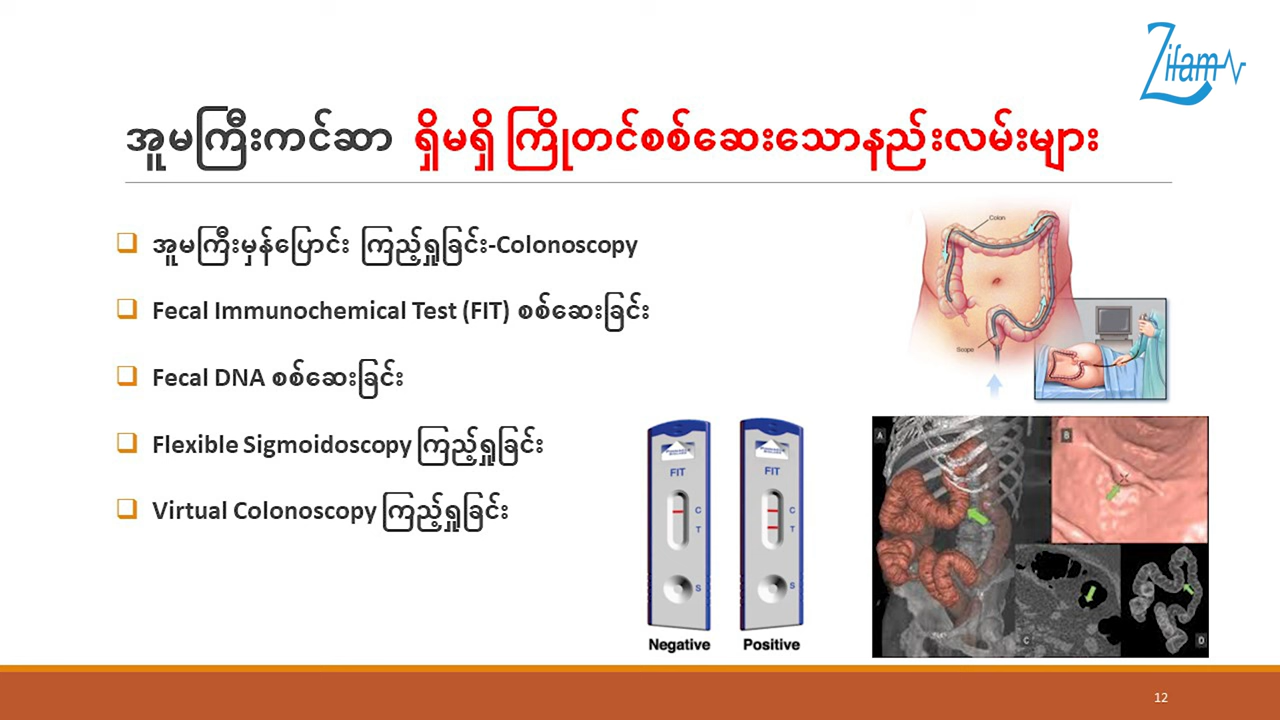 Zifam
အူမကြီးကင်ဆာ ရှိမရှိ ကြိုတင်စစ်ဆေးသောနည်းလမ်းများ
အူမကြီးမှန်ပြောင်း ကြည့်ရှုခြင်း-Colonoscopy
Fecal Immunochemical Test (FIT) စစ်ဆေးခြင်း
Fecal DNA စစ်ဆေးခြင်း
Flexible Sigmoidoscopy ကြည့်ရှုခြင်း
Virtual Colonoscopy ကြည့်ရှုခြင်း
Colon
Scope
FIT
C
T
S
Negative
FIT
C
T
S
Positive
A
B
C
D
12